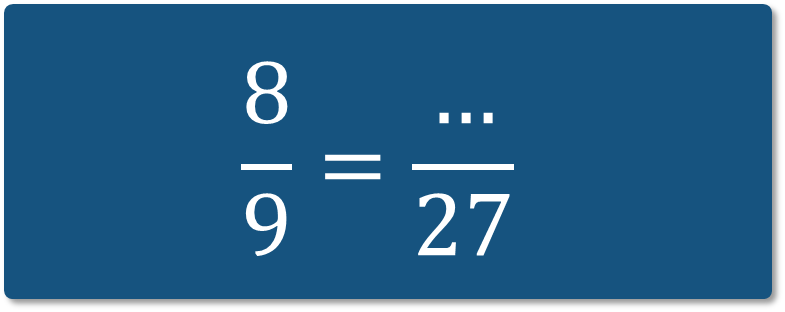 8/9 = .../27